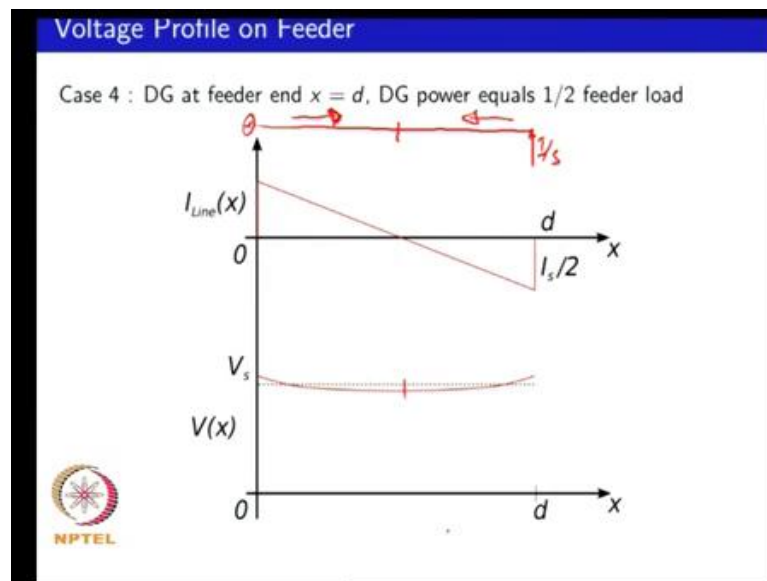 Voltage Profile on Feeder
Case 4 : DG at feeder end x = d, DG power equals 1/2 feeder load
I_Line(x)
d
0
x
I_s/2
V_s
V(x)
0
d
x
NPTEL